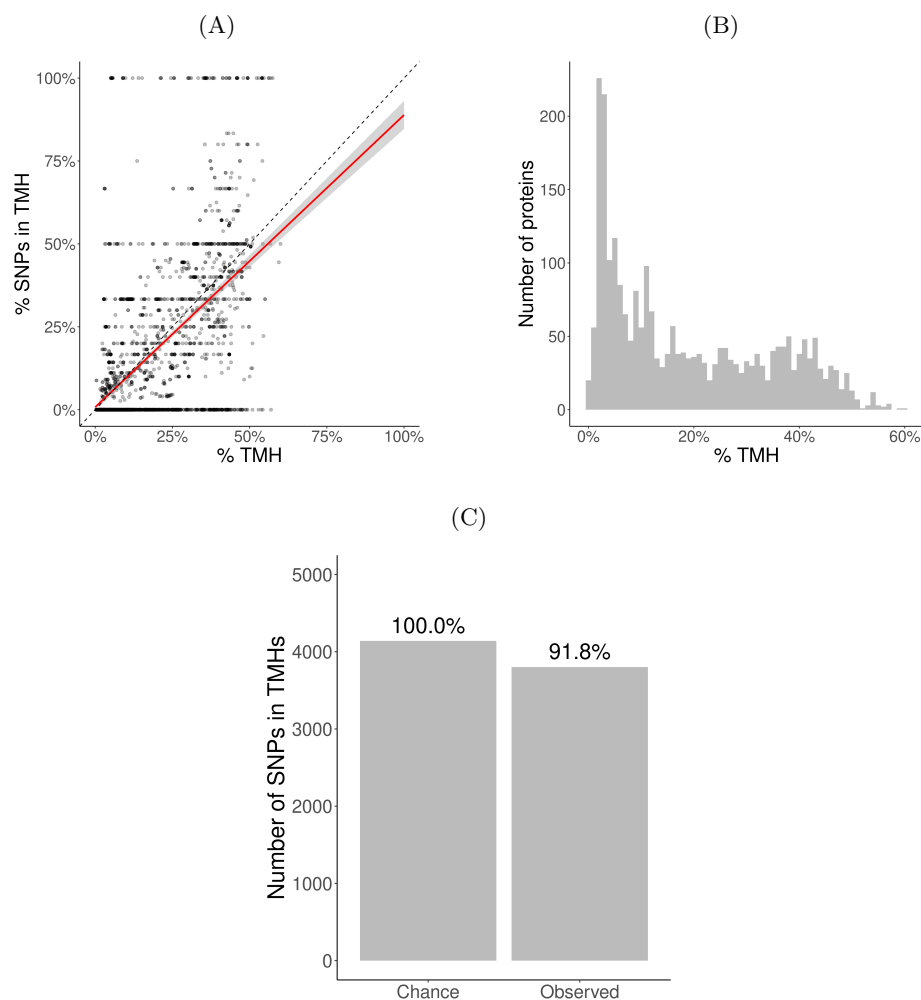 (A)
(B)
100%
75%
50%
25%
0%
% SNPs in TMH
0% 25% 50% 75% 100%
% TMH
200
150
100
50
0
Number of proteins
0% 20% 40% 60%
% TMH
(C)
5000
4000
3000
2000
1000
0
Number of SNPs in TMHs
100.0%
91.8%
Chance Observed